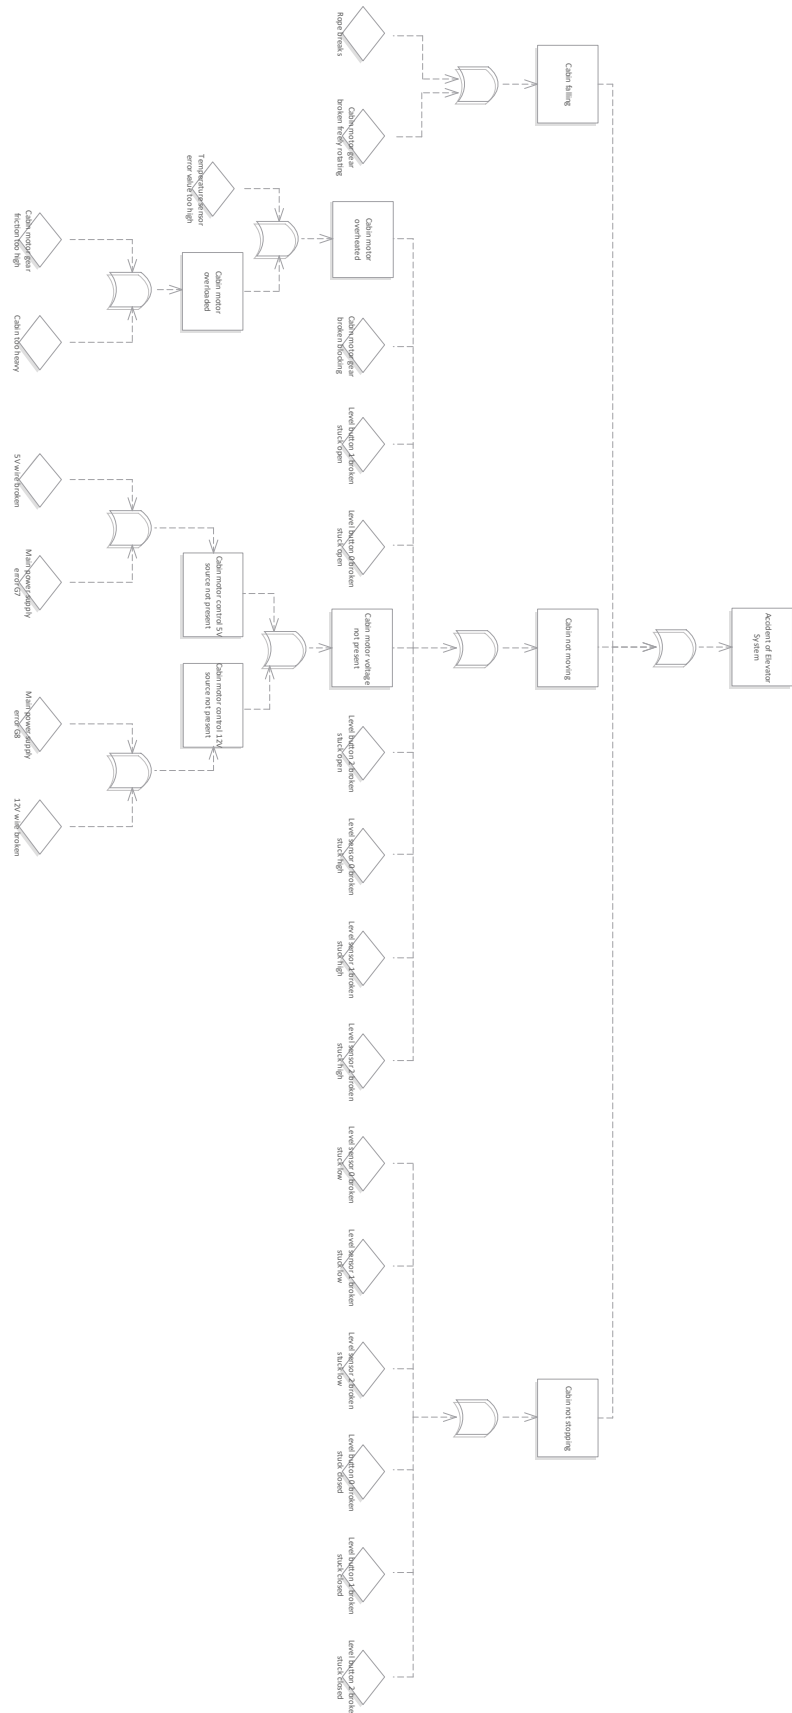 Accident of Elevator
System
Cabin falling
Cabin not moving
Cabin not stopping
Rope breaks
Cabin motor gear
broken freely rotating
Cabin motor
overheated
Cabin motor gear
broken blocking
Level button 1 broken
stuck open
Level button 0 broken
stuck open
Cabin motor voltage
not present
Level button 2 broken
stuck open
Level sensor 0 broken
stuck high
Level sensor 1 broken
stuck high
Level sensor 2 broken
stuck high
Level sensor 0 broken
stuck low
Level sensor 1 broken
stuck low
Level sensor 2 broken
stuck low
Level button 0 broken
stuck closed
Level button 1 broken
stuck closed
Level button 2 broke
stuck closed
Temperature sensor
error value too high
Cabin motor
overloaded
Cabin motor control 5V
source not present
Cabin motor control 12V
source not present
Cabin motor gear
friction too high
Cabin too heavy
5V wire broken
Main power supply
error G7
Main power supply
error G8
12V wire broken